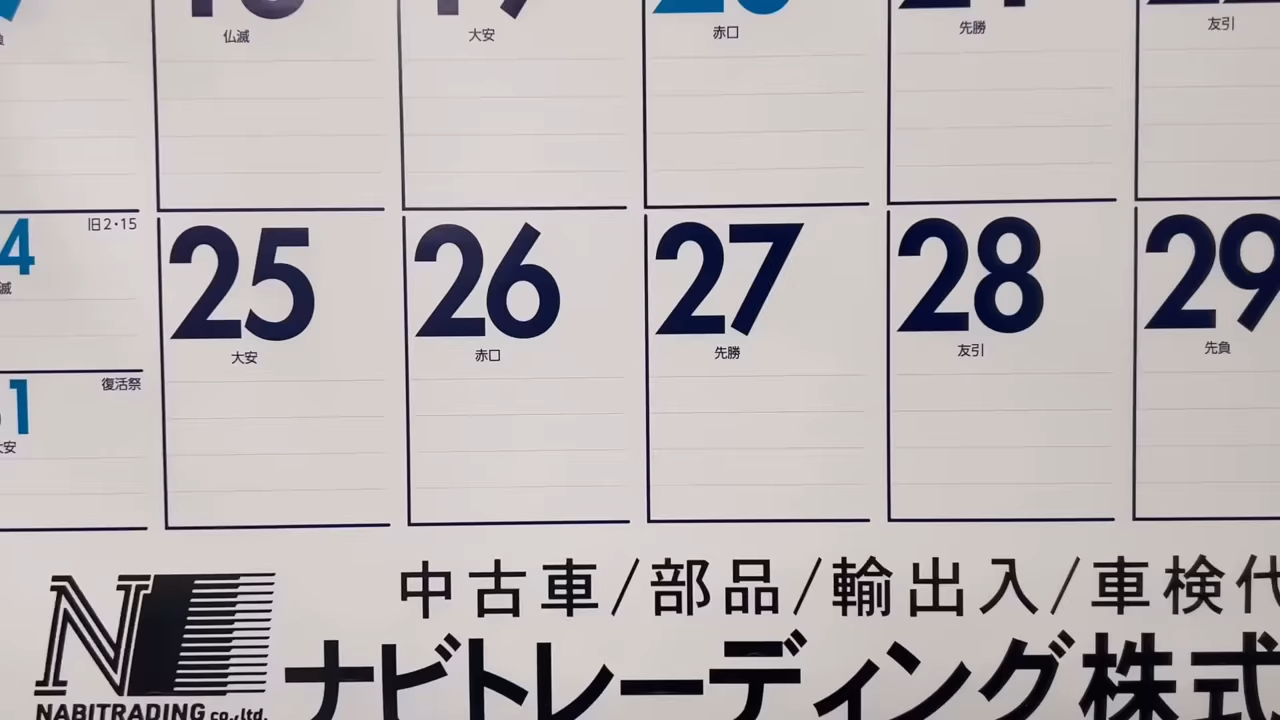 仏滅 大安 赤口 先勝 友引
旧2・15
25 26 27 28 29
大安 赤口 先勝 友引 先負
復活祭
中古車/部品/輸出入/車検代
ナビトレーディング株式
N
NABITRADING co.,ltd.